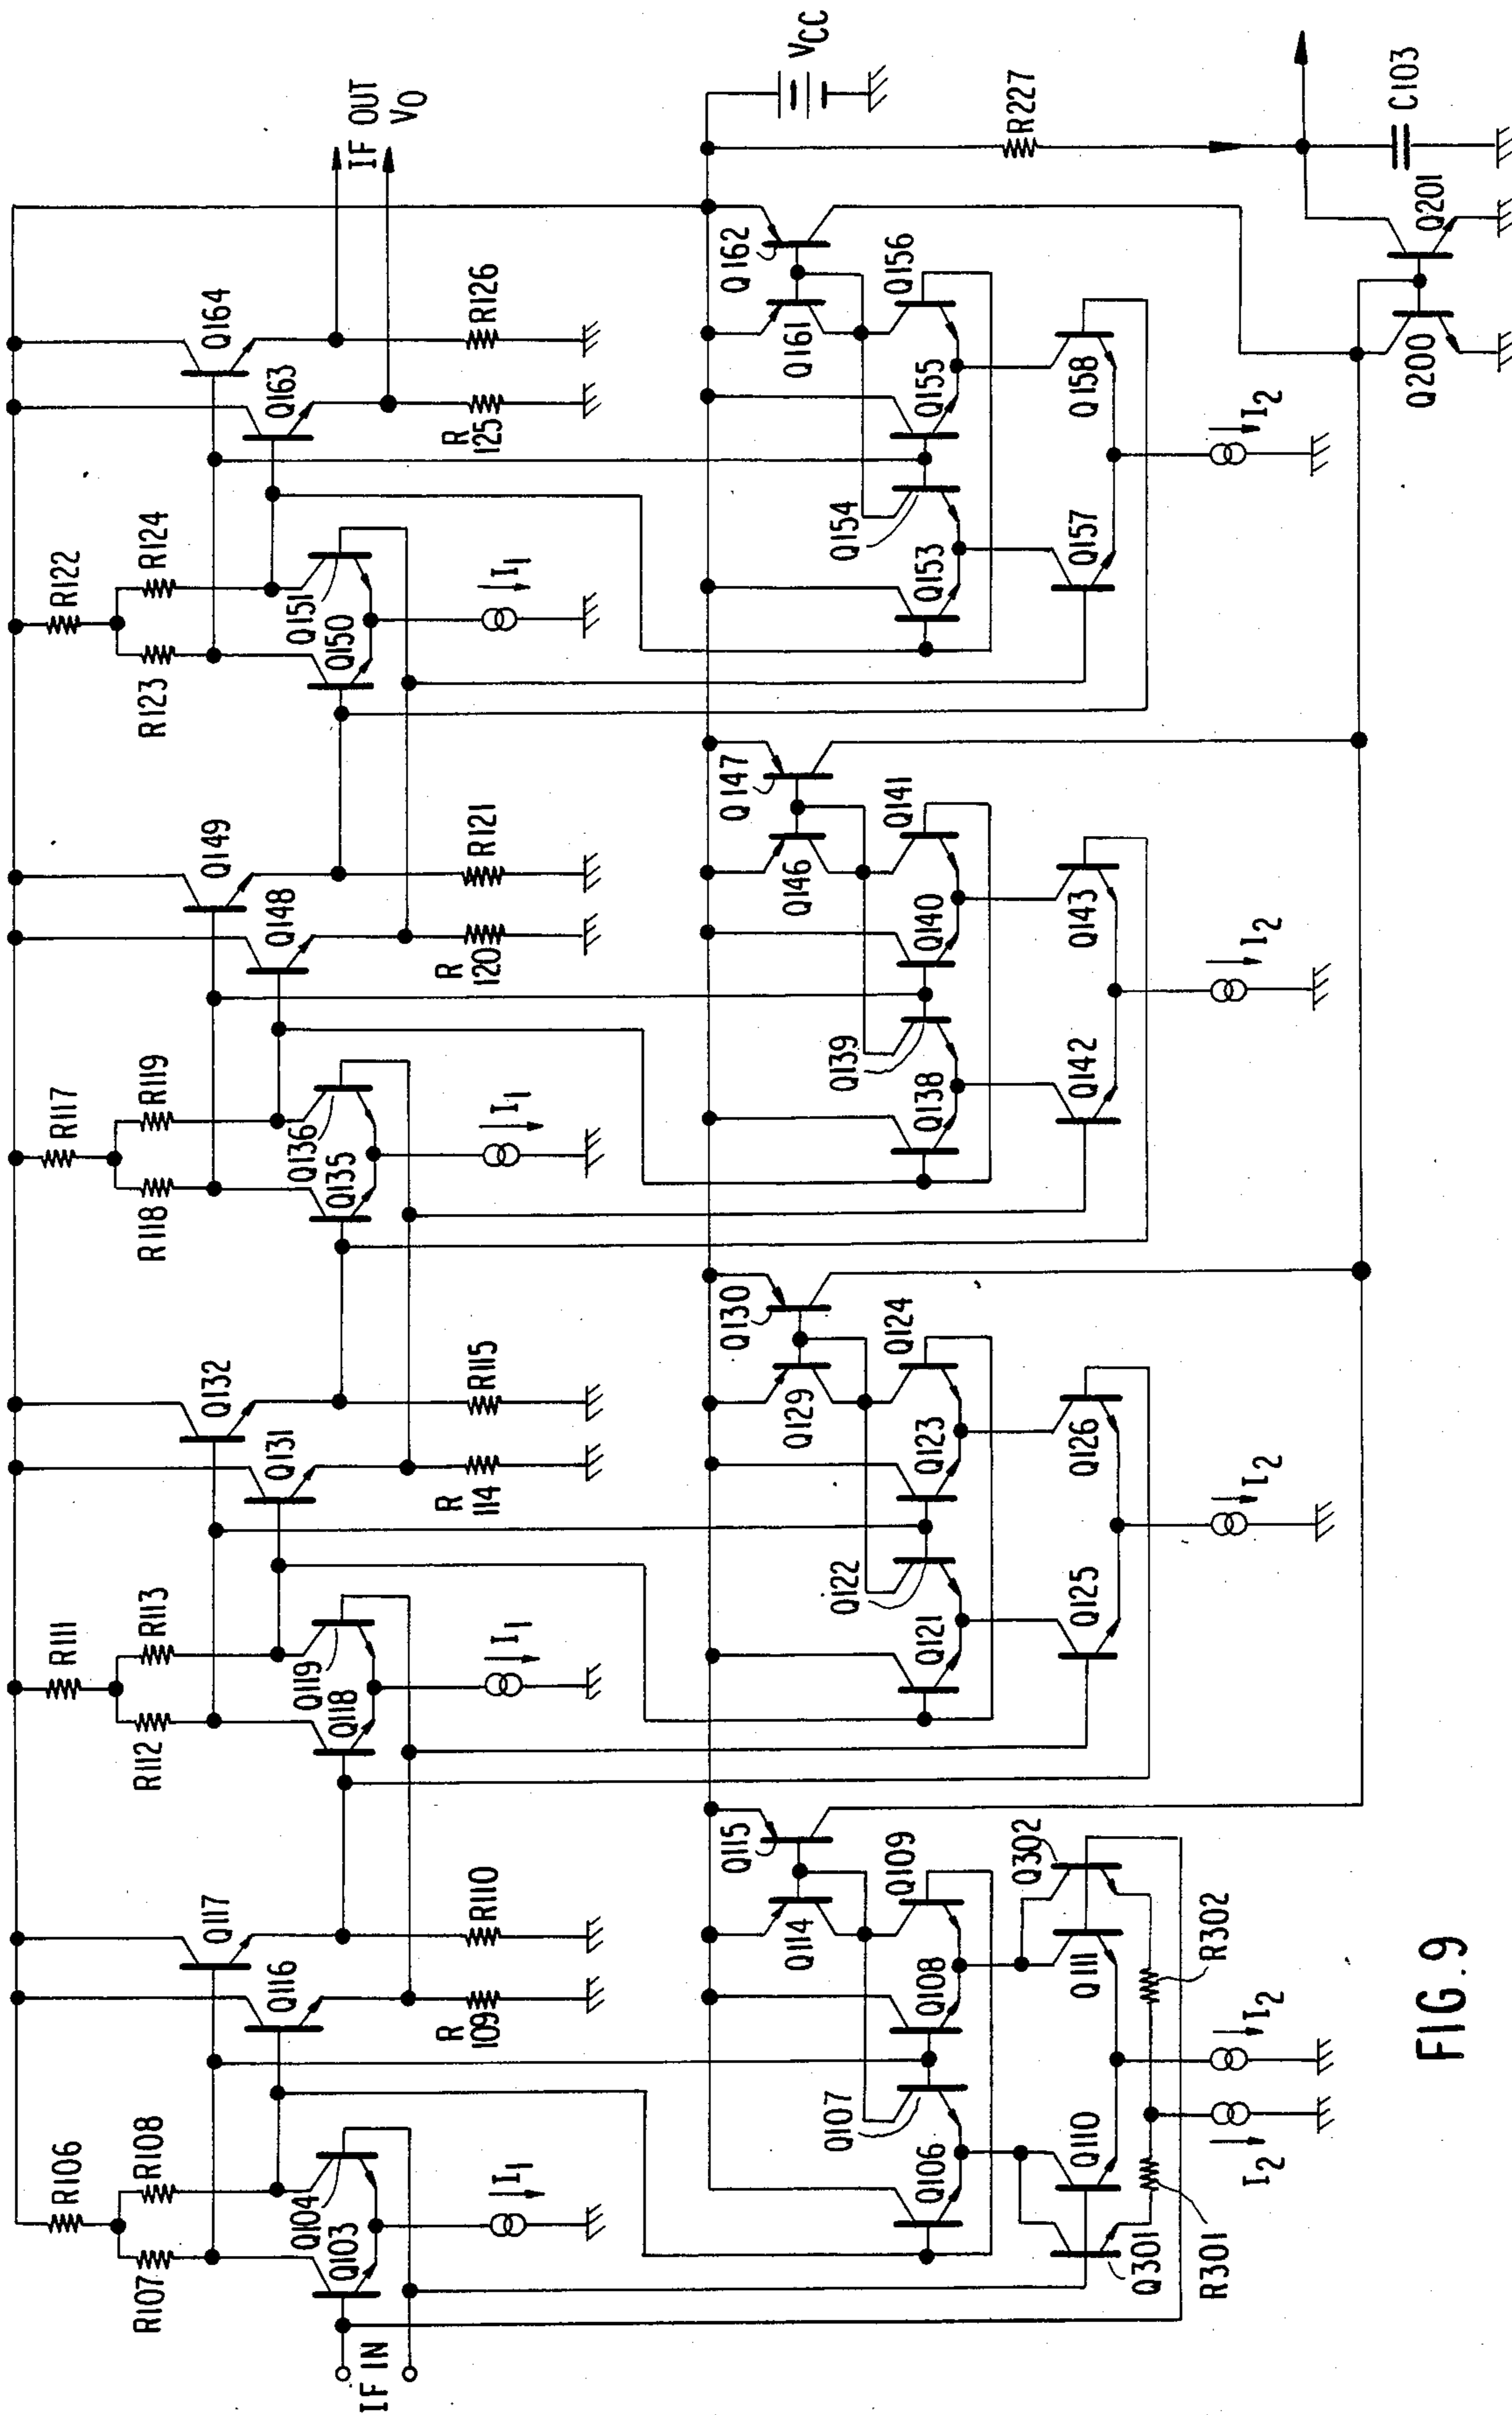 R106
R107
R108
Q104
Q103
I1
IF IN
Q117
Q116
R
109
R110
R111
R112
R113
Q119
Q118
I1
Q132
Q131
R
114
R115
R117
R118
R119
Q136
Q135
I1
Q149
Q148
R
120
R121
R122
R123
R124
Q151
Q150
I1
Q164
Q163
R
125
R126
IF OUT
VO
Q115
Q114
Q107
Q106
Q108
Q109
Q302
Q111
Q110
Q301
R301
R302
I2
I2
Q130
Q129
Q122
Q121
Q123
Q124
Q125
Q126
I2
Q147
Q146
Q139
Q138
Q140
Q141
Q142
Q143
I2
Q162
Q161
Q154
Q153
Q155
Q156
Q157
Q158
I2
VCC
R227
C103
Q200
Q201
FIG. 9